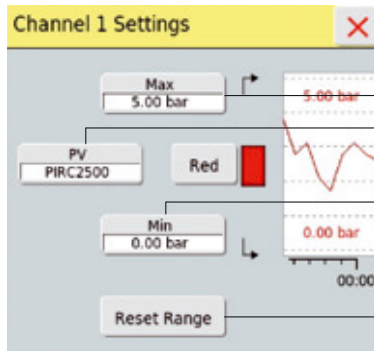 Channel 1 Settings
Max
5.00 bar
5.00 bar
PV
PIRC2500
Red
Min
0.00 bar
0.00 bar
00:00
Reset Range